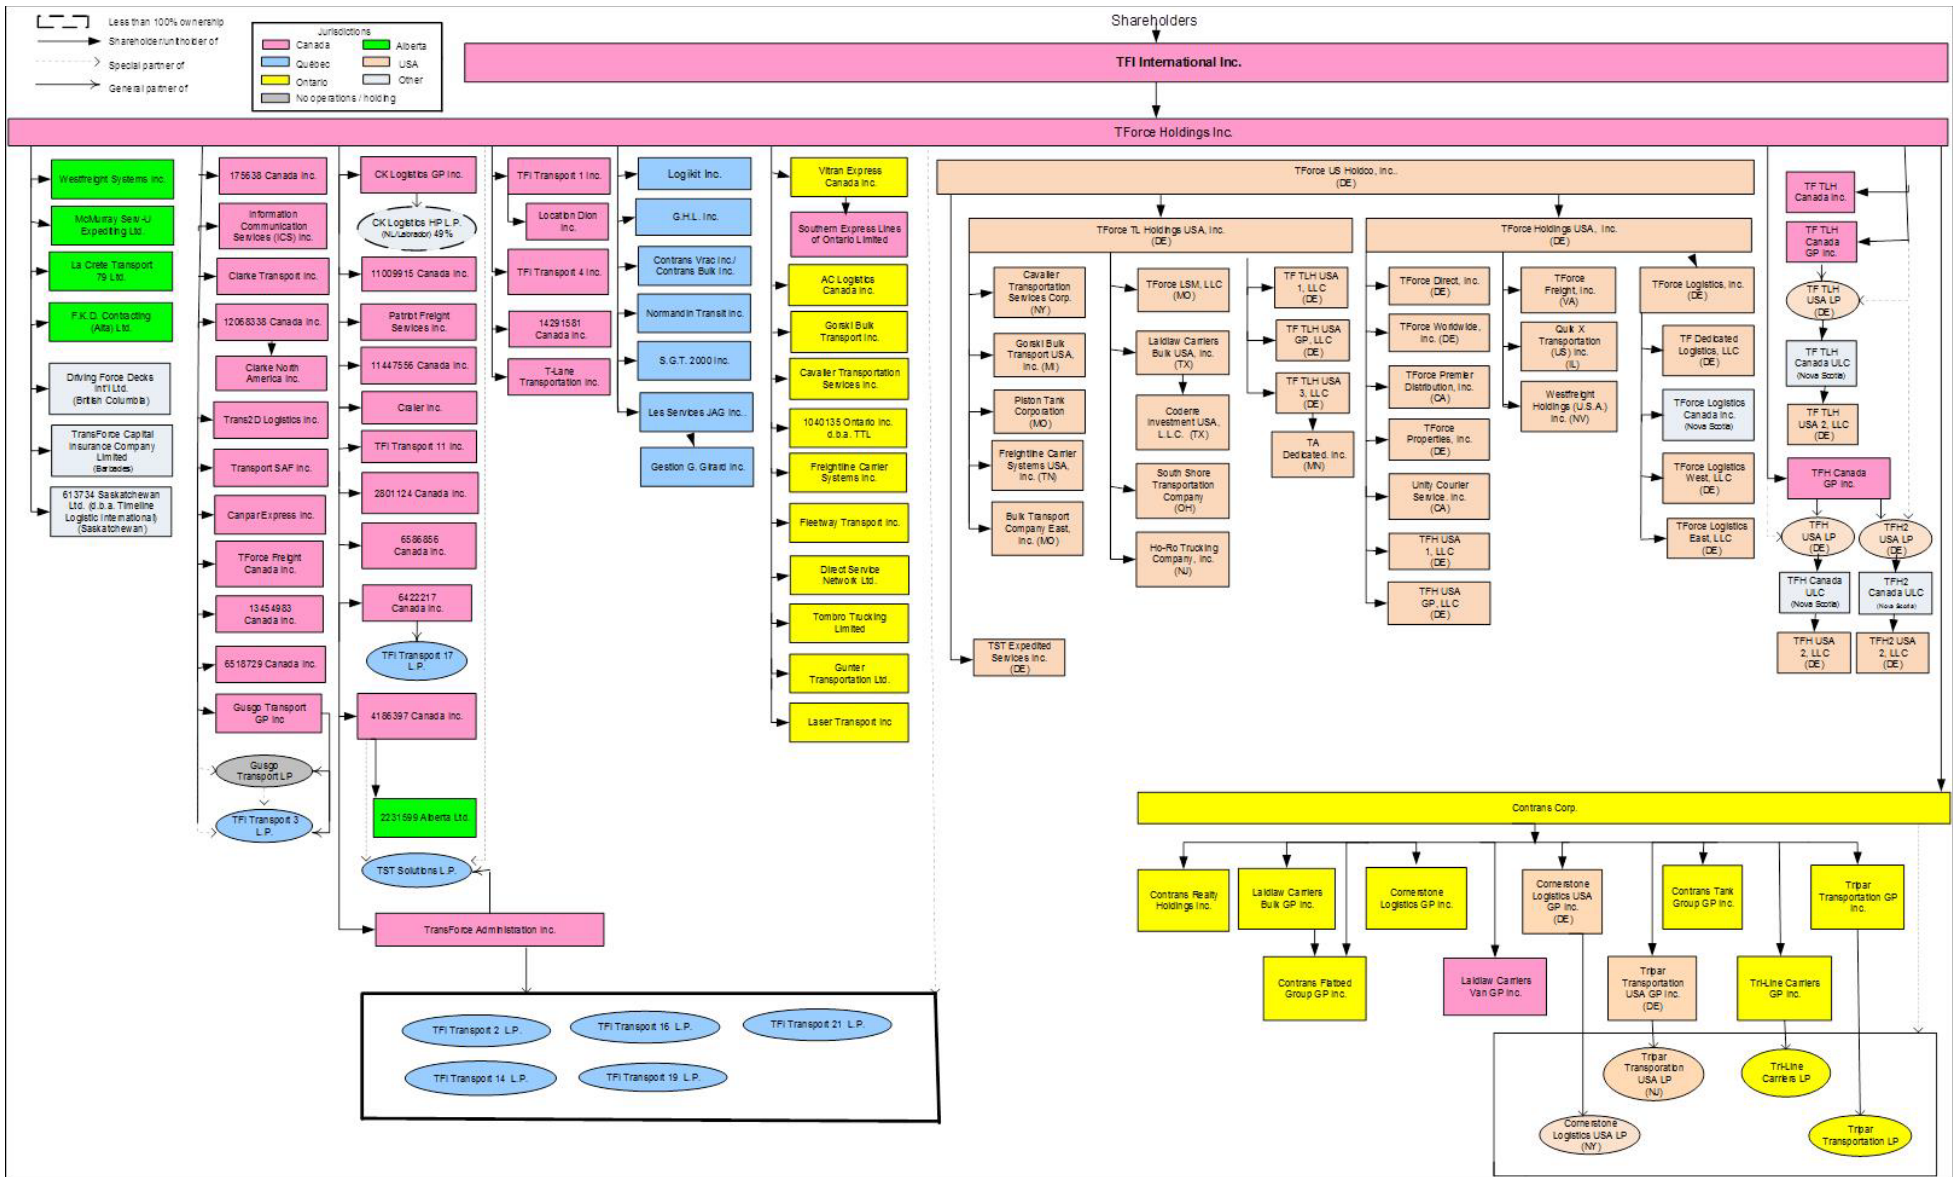 Shareholders
Less than 100% ownership
Shareholder/unitholder of
Special partner of
General partner of
Jurisdictions
Canada
Alberta
Québec
USA
Ontario
Other
No operations / holding
TFI International Inc.
TForce Holdings Inc.
Westfreight Systems Inc.
McMurray Serv-U
Expediting Ltd.
La Crete Transport
79 Ltd.
F.K.D. Contracting
(Alta) Ltd.
Driving Force Decks
Int'l Ltd.
(British Columbia)
TransForce Capital
Insurance Company
Limited
(Barbados)
613734 Saskatchewan
Ltd. (d.b.a. Timeline
Logistic International)
(Saskatchewan)
175638 Canada Inc.
Information
Communication
Services (ICS) Inc.
Clarke Transport Inc.
12068338 Canada Inc.
Clarke North
America Inc.
Trans2D Logistics Inc.
Transport SAF Inc.
Canpar Express Inc.
TForce Freight
Canada Inc.
13454983
Canada Inc.
6518729 Canada Inc.
Gusgo Transport
GP Inc
Gusgo
Transport LP
TFI Transport 3
L.P.
CK Logistics GP Inc.
CK Logistics HP L.P.
(NL/Labrador) 49%
11009915 Canada Inc.
Patriot Freight
Services Inc.
11447556 Canada Inc.
Craler Inc.
TFI Transport 11 Inc.
2801124 Canada Inc.
6586856
Canada Inc.
6422217
Canada Inc.
TFI Transport 17
L.P.
4186397 Canada Inc.
2231599 Alberta Ltd.
TST Solutions L.P.
TransForce Administration Inc.
TFI Transport 2 L.P.
TFI Transport 16 L.P.
TFI Transport 21 L.P.
TFI Transport 14 L.P.
TFI Transport 19 L.P.
TFI Transport 1 Inc.
Location Dion
Inc.
TFI Transport 4 Inc.
14291581
Canada Inc.
T-Lane
Transportation Inc.
Logikit Inc.
G.H.L. Inc.
Contrans Vrac Inc./
Contrans Bulk Inc.
Normandin Transit Inc.
S.G.T. 2000 Inc.
Les Services JAG Inc..
Gestion G. Girard Inc.
Vitran Express
Canada Inc.
Southern Express Lines
of Ontario Limited
AC Logistics
Canada Inc.
Gorski Bulk
Transport Inc.
Cavalier Transportation
Services Inc.
1040135 Ontario Inc.
d.b.a. TTL
Freightline Carrier
Systems Inc.
Fleetway Transport Inc.
Direct Service
Network Ltd.
Tombro Trucking
Limited
Gunter
Transportation Ltd.
Laser Transport Inc
TForce US Holdco, Inc..
(DE)
TForce TL Holdings USA, Inc.
(DE)
Cavalier
Transportation
Services Corp.
(NY)
Gorski Bulk
Transport USA,
Inc. (MI)
Piston Tank
Corporation
(MO)
Freightline Carrier
Systems USA,
Inc. (TN)
Bulk Transport
Company East,
Inc. (MO)
TST Expedited
Services Inc.
(DE)
TForce LSM, LLC
(MO)
Laidlaw Carriers
Bulk USA, Inc.
(TX)
Coderre
Investment USA,
L.L.C. (TX)
South Shore
Transportation
Company
(OH)
Ho-Ro Trucking
Company, Inc.
(NJ)
TF TLH USA
1, LLC
(DE)
TF TLH USA
GP, LLC
(DE)
TF TLH USA
3, LLC
(DE)
TA
Dedicated. Inc.
(MN)
TForce Holdings USA, Inc.
(DE)
TForce Direct, Inc.
(DE)
TForce Worldwide,
Inc. (DE)
TForce Premier
Distribution, Inc.
(CA)
TForce
Properties, Inc.
(DE)
Unity Courier
Service. Inc.
(CA)
TFH USA
1, LLC
(DE)
TFH USA
GP, LLC
(DE)
TForce
Freight, Inc.
(VA)
Quik X
Transportation
(US) Inc.
(IL)
Westfreight
Holdings (U.S.A.)
Inc. (NV)
TForce Logistics, Inc.
(DE)
TF Dedicated
Logistics, LLC
(DE)
TForce Logistics
Canada Inc.
(Nova Scotia)
TForce Logistics
West, LLC
(DE)
TForce Logistics
East, LLC
(DE)
TF TLH
Canada Inc.
TF TLH
Canada
GP Inc.
TF TLH
USA LP
(DE)
TF TLH
Canada ULC
(Nova Scotia)
TF TLH
USA 2, LLC
(DE)
TFH Canada
GP Inc.
TFH
USA LP
(DE)
TFH2
USA LP
(DE)
TFH Canada
ULC
(Nova Scotia)
TFH2
Canada ULC
(Nova Scotia)
TFH USA
2, LLC
(DE)
TFH2 USA
2, LLC
(DE)
Contrans Corp.
Contrans Realty
Holdings Inc.
Laidlaw Carriers
Bulk GP Inc.
Cornerstone
Logistics GP Inc.
Cornerstone
Logistics USA
GP Inc.
(DE)
Contrans Tank
Group GP Inc.
Tripar
Transportation GP
Inc.
Contrans Flatbed
Group GP Inc.
Laidlaw Carriers
Van GP Inc.
Tripar
Transportation
USA GP Inc.
(DE)
Tri-Line Carriers
GP Inc.
Tripar
Transporation
USA LP
(NJ)
Tri-Line
Carriers LP
Cornerstone
Logistics USA LP
(NY)
Tripar
Transportation LP